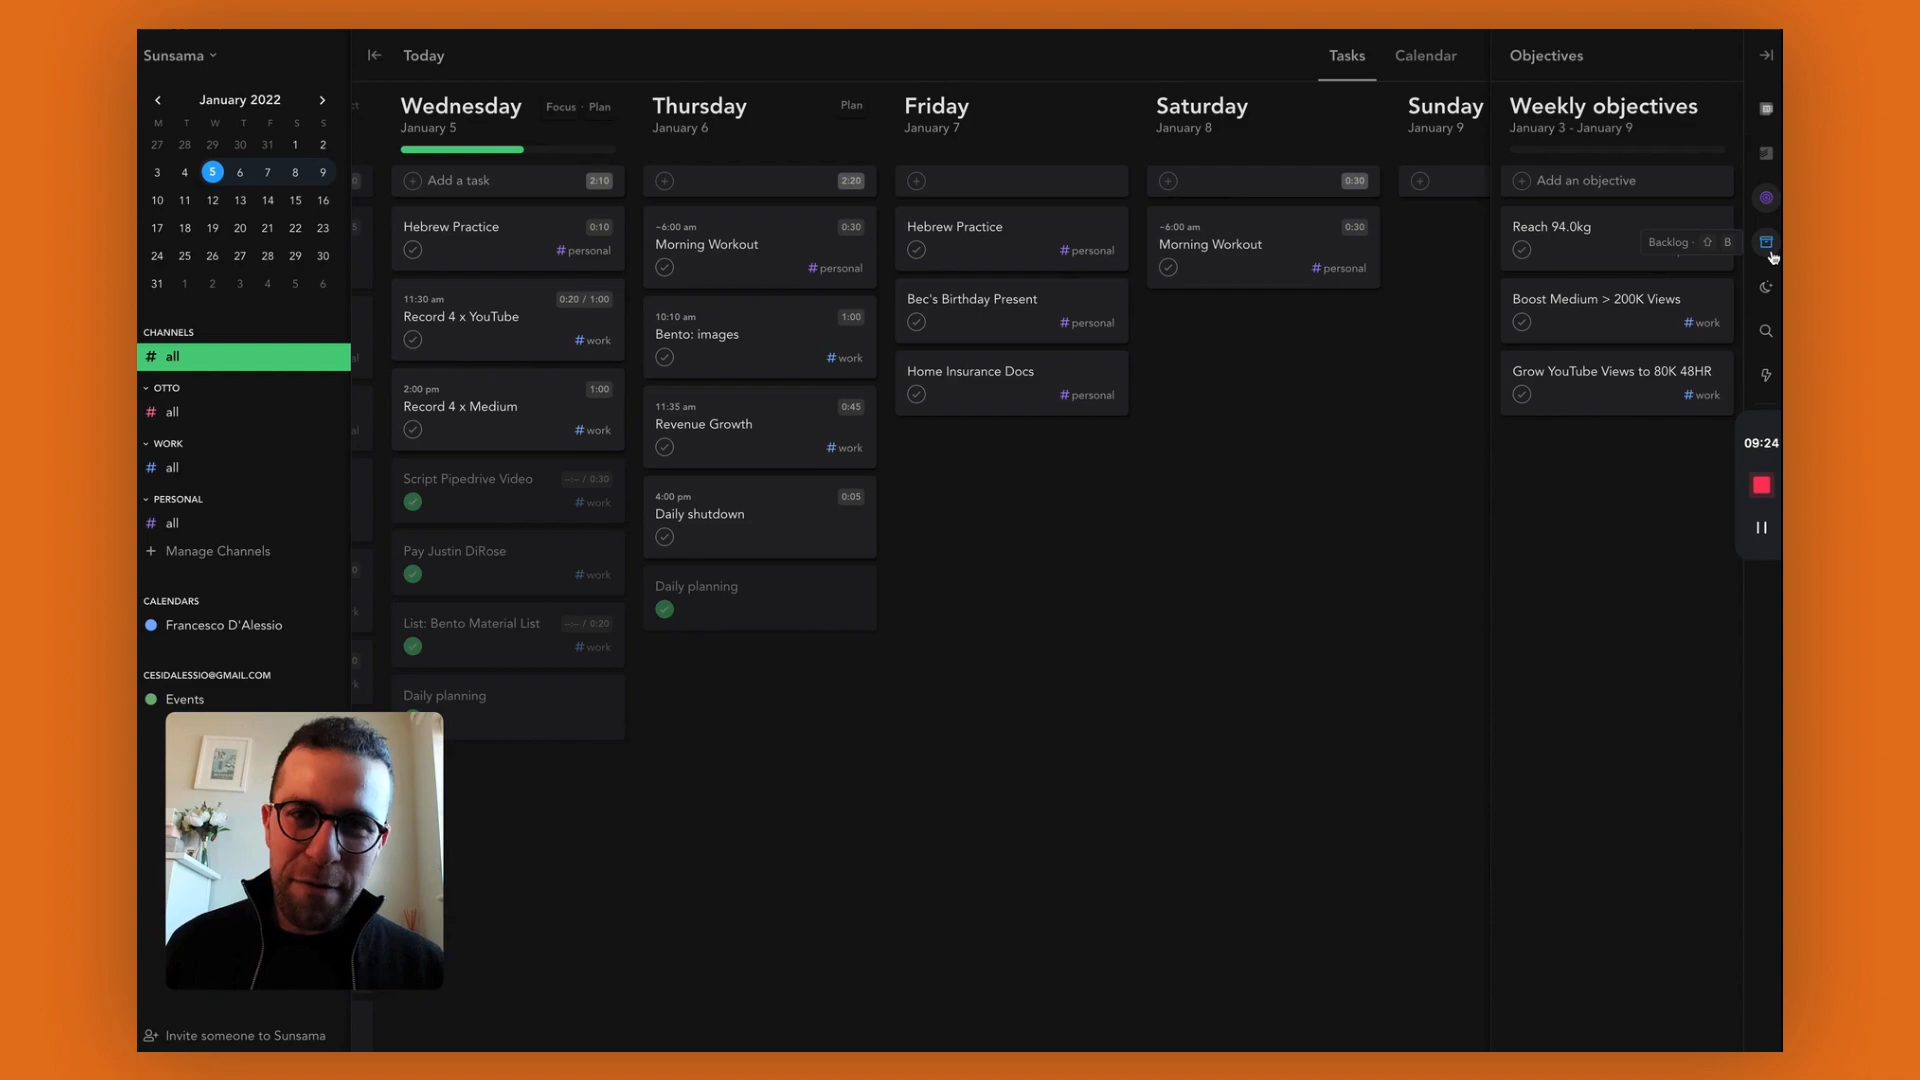 Sunsama
January 2022
M T W T F S S
27 28 29 30 31 1 2
3 4 5 6 7 8 9
10 11 12 13 14 15 16
17 18 19 20 21 22 23
24 25 26 27 28 29 30
31 1 2 3 4 5 6
CHANNELS
# all
OTTO
# all
WORK
# all
PERSONAL
# all
+ Manage Channels
CALENDARS
Francesco D'Alessio
CESIDALESSIO@GMAIL.COM
Events
Invite someone to Sunsama
Today
Tasks
Calendar
Wednesday
Focus · Plan
January 5
Add a task
2:10
Hebrew Practice
0:10
# personal
11:30 am
0:20 / 1:00
Record 4 x YouTube
# work
2:00 pm
1:00
Record 4 x Medium
# work
Script Pipedrive Video
--:-- / 0:30
# work
Pay Justin DiRose
# work
List: Bento Material List
--:-- / 0:20
# work
Daily planning
Thursday
Plan
January 6
2:20
~6:00 am
0:30
Morning Workout
# personal
10:10 am
1:00
Bento: images
# work
11:35 am
0:45
Revenue Growth
# work
4:00 pm
0:05
Daily shutdown
Daily planning
Friday
January 7
Hebrew Practice
# personal
Bec's Birthday Present
# personal
Home Insurance Docs
# personal
Saturday
January 8
0:30
~6:00 am
0:30
Morning Workout
# personal
Sunday
January 9
Objectives
Weekly objectives
January 3 - January 9
Add an objective
Reach 94.0kg
Backlog · ⇧ B
Boost Medium > 200K Views
# work
Grow YouTube Views to 80K 48HR
# work
09:24